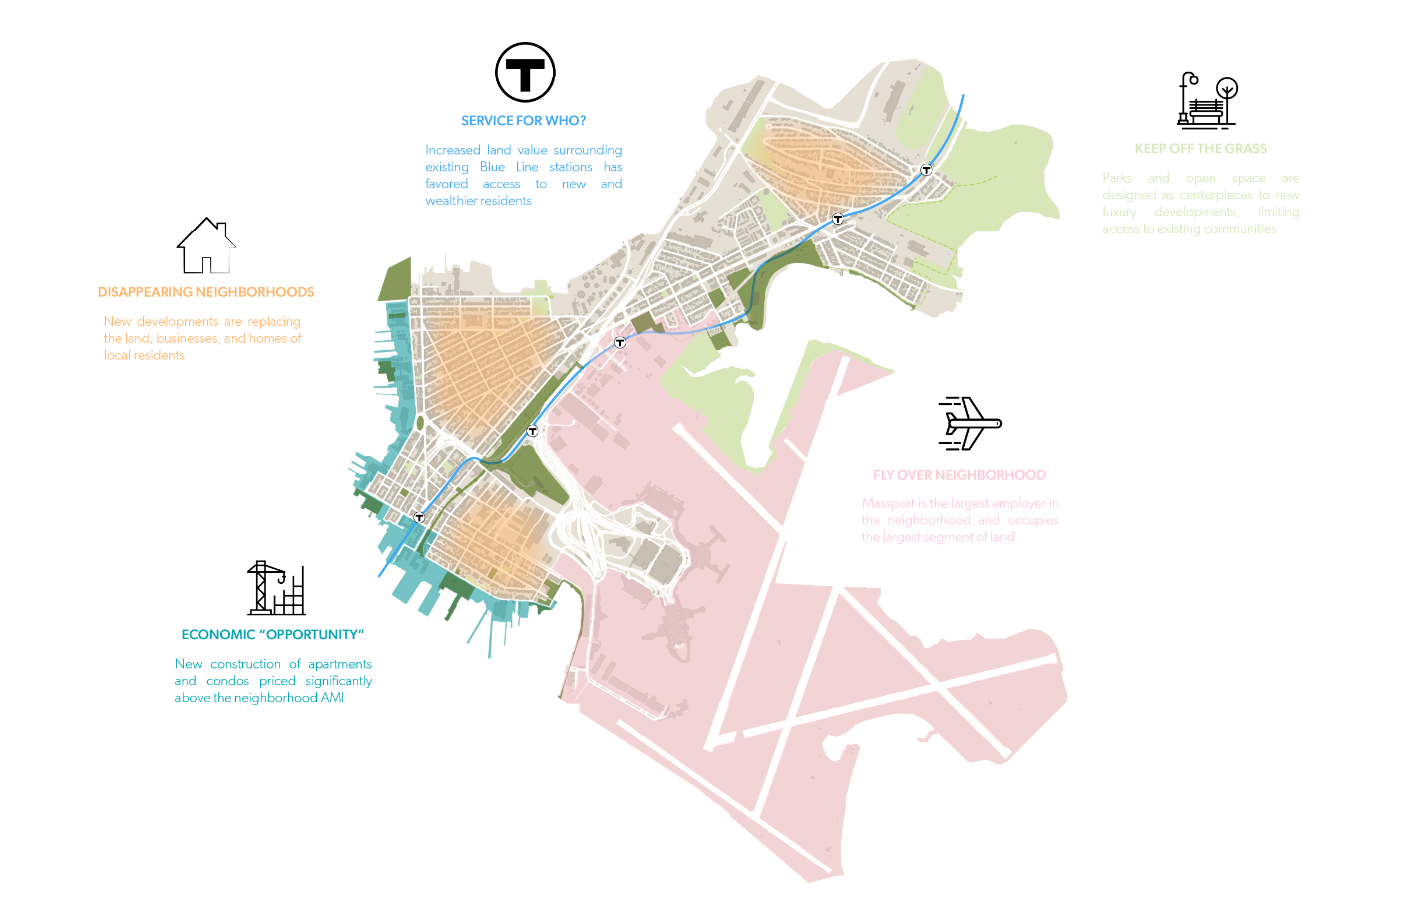 T
SERVICE FOR WHO?
Increased land value surrounding
existing Blue Line stations has
favored access to new and
wealthier residents
KEEP OFF THE GRASS
Parks and open space are
designed as centerpieces to new
luxury developments, limiting
access to existing communities
DISAPPEARING NEIGHBORHOODS
New developments are replacing
the land, businesses, and homes of
local residents
T
T
T
T
T
FLY OVER NEIGHBORHOOD
Massport is the largest employer in
the neighborhood and occupies
the largest segment of land
ECONOMIC “OPPORTUNITY”
New construction of apartments
and condos priced significantly
above the neighborhood AMI